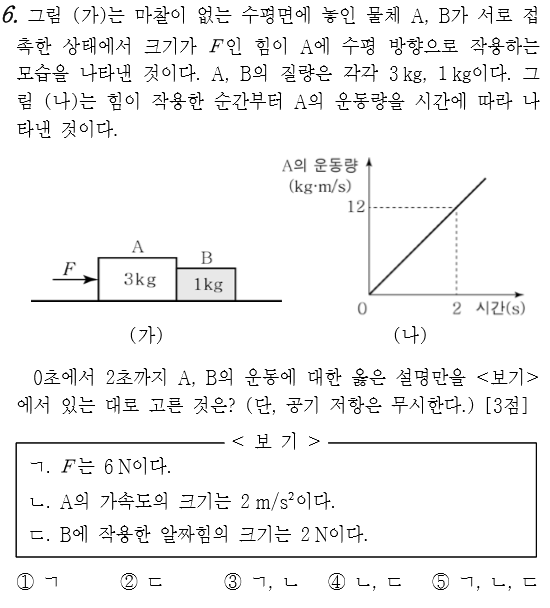 6. 그림 (가)는 마찰이 없는 수평면에 놓인 물체 A, B가 서로 접
촉한 상태에서 크기가 F인 힘이 A에 수평 방향으로 작용하는
모습을 나타낸 것이다. A, B의 질량은 각각 3 kg, 1 kg이다. 그
림 (나)는 힘이 작용한 순간부터 A의 운동량을 시간에 따라 나
타낸 것이다.
F
A
3 kg
B
1 kg
(가)
A의 운동량
(kg·m/s)
12
0
2
시간(s)
(나)
0초에서 2초까지 A, B의 운동에 대한 옳은 설명만을 <보기>
에서 있는 대로 고른 것은? (단, 공기 저항은 무시한다.) [3점]
< 보 기 >
ㄱ. F는 6 N이다.
ㄴ. A의 가속도의 크기는 2 m/s²이다.
ㄷ. B에 작용한 알짜힘의 크기는 2 N이다.
① ㄱ ② ㄷ ③ ㄱ, ㄴ ④ ㄴ, ㄷ ⑤ ㄱ, ㄴ, ㄷ